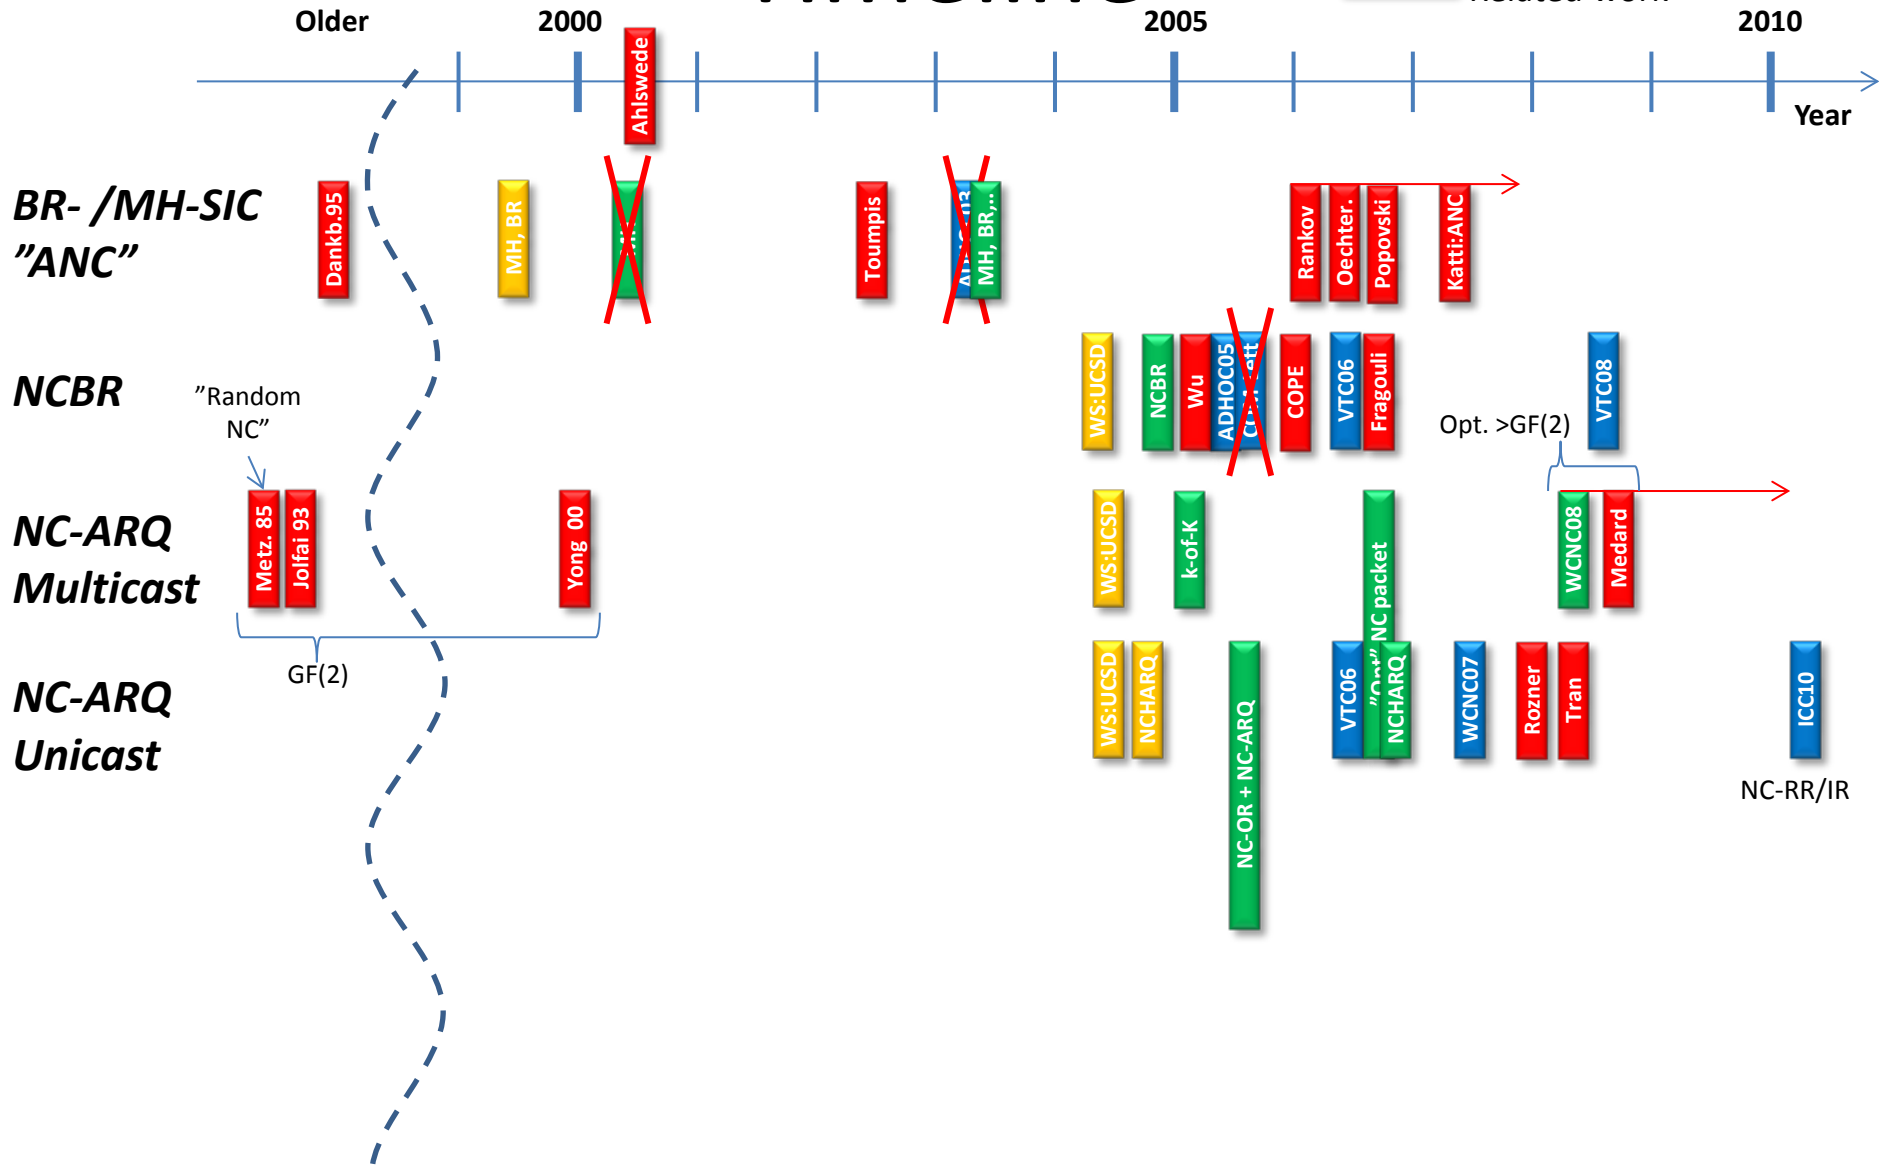 Older
2000
2005
2010
Year
Ahlswede
BR- /MH-SIC
”ANC”
Dankb.95
MH, BR
Toumpis
MH, BR,...
Rankov
Oechter.
Popovski
Katti:ANC
NCBR
WS:UCSD
NCBR
Wu
ADHOC05
COPE
VTC06
Fragouli
VTC08
”Random
NC”
Opt. >GF(2)
NC-ARQ
Multicast
Metz. 85
Jolfai 93
Yong 00
WS:UCSD
k-of-K
”Opt” NC packet
WCNC08
Medard
GF(2)
NC-ARQ
Unicast
WS:UCSD
NCHARQ
NC-OR + NC-ARQ
VTC06
NCHARQ
WCNC07
Rozner
Tran
ICC10
NC-RR/IR